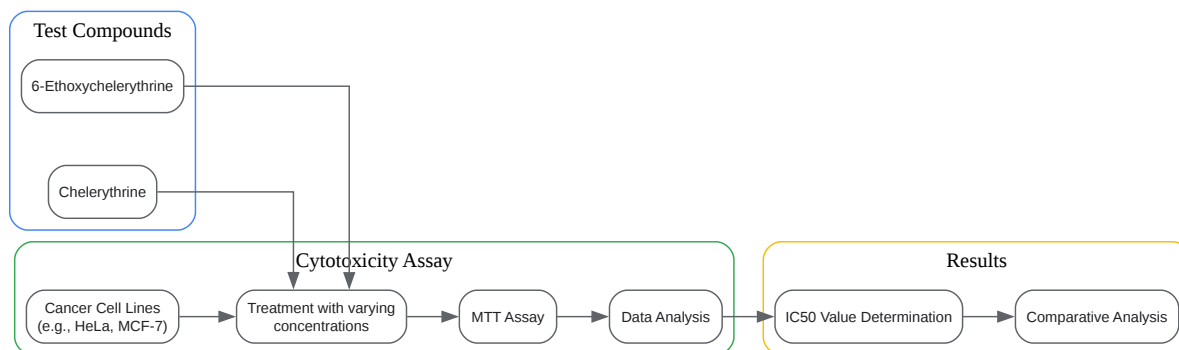 Test Compounds
6-Ethoxychelerythrine
Chelerythrine
Cytotoxicity Assay
Cancer Cell Lines
(e.g., HeLa, MCF-7)
Treatment with varying
concentrations
MTT Assay
Data Analysis
Results
IC50 Value Determination
Comparative Analysis